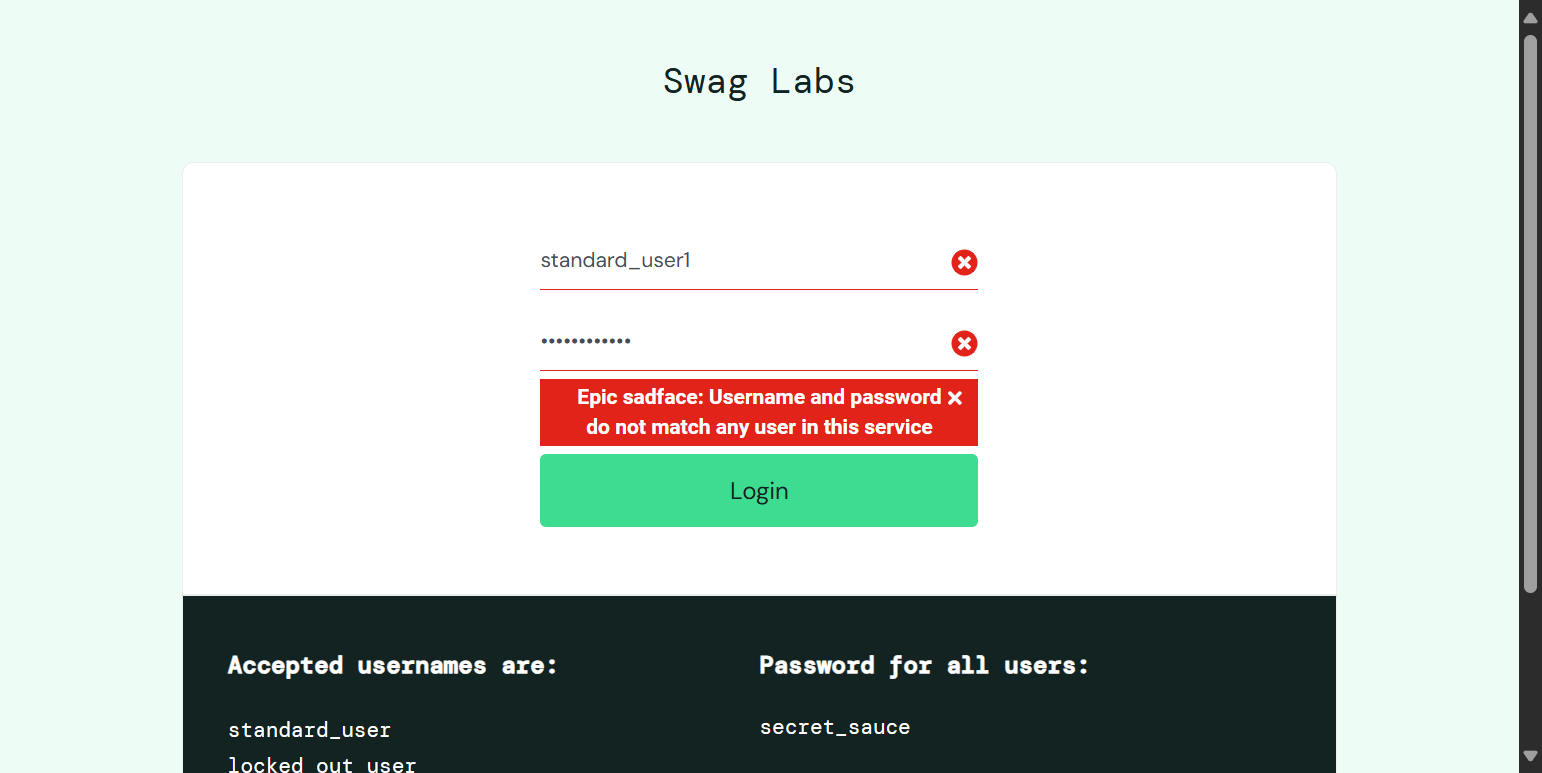 Swag Labs
standard_user1
••••••••••••
Epic sadface: Username and password
do not match any user in this service
Login
Accepted usernames are:
standard_user
locked_out_user
Password for all users:
secret_sauce